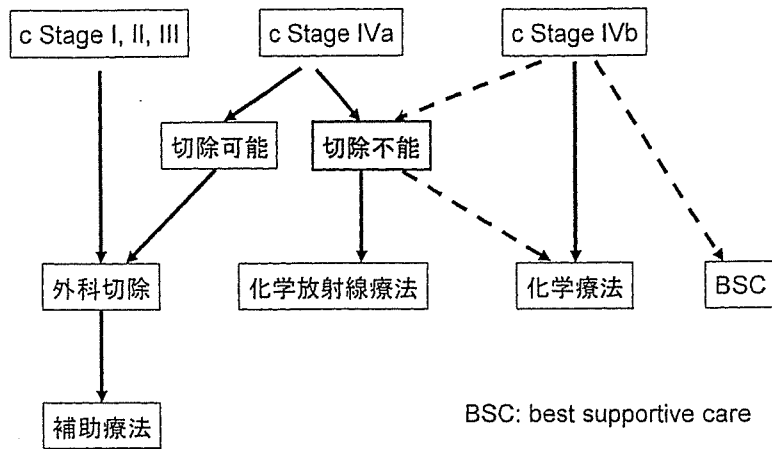 c Stage I, II, III
c Stage IVa
c Stage IVb
切除可能
切除不能
外科切除
化学放射線療法
化学療法
BSC
補助療法
BSC: best supportive care